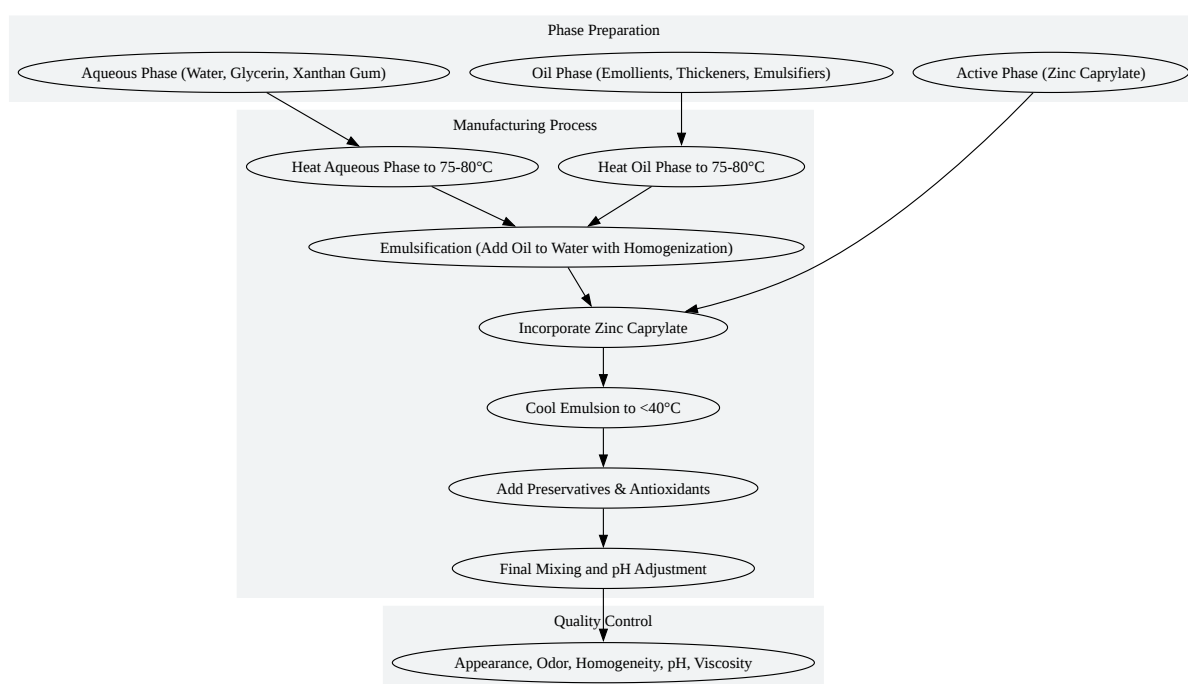 Phase Preparation
Aqueous Phase (Water, Glycerin, Xanthan Gum)
Oil Phase (Emollients, Thickeners, Emulsifiers)
Active Phase (Zinc Caprylate)
Manufacturing Process
Heat Aqueous Phase to 75-80°C
Heat Oil Phase to 75-80°C
Emulsification (Add Oil to Water with Homogenization)
Incorporate Zinc Caprylate
Cool Emulsion to <40°C
Add Preservatives & Antioxidants
Final Mixing and pH Adjustment
Quality Control
Appearance, Odor, Homogeneity, pH, Viscosity